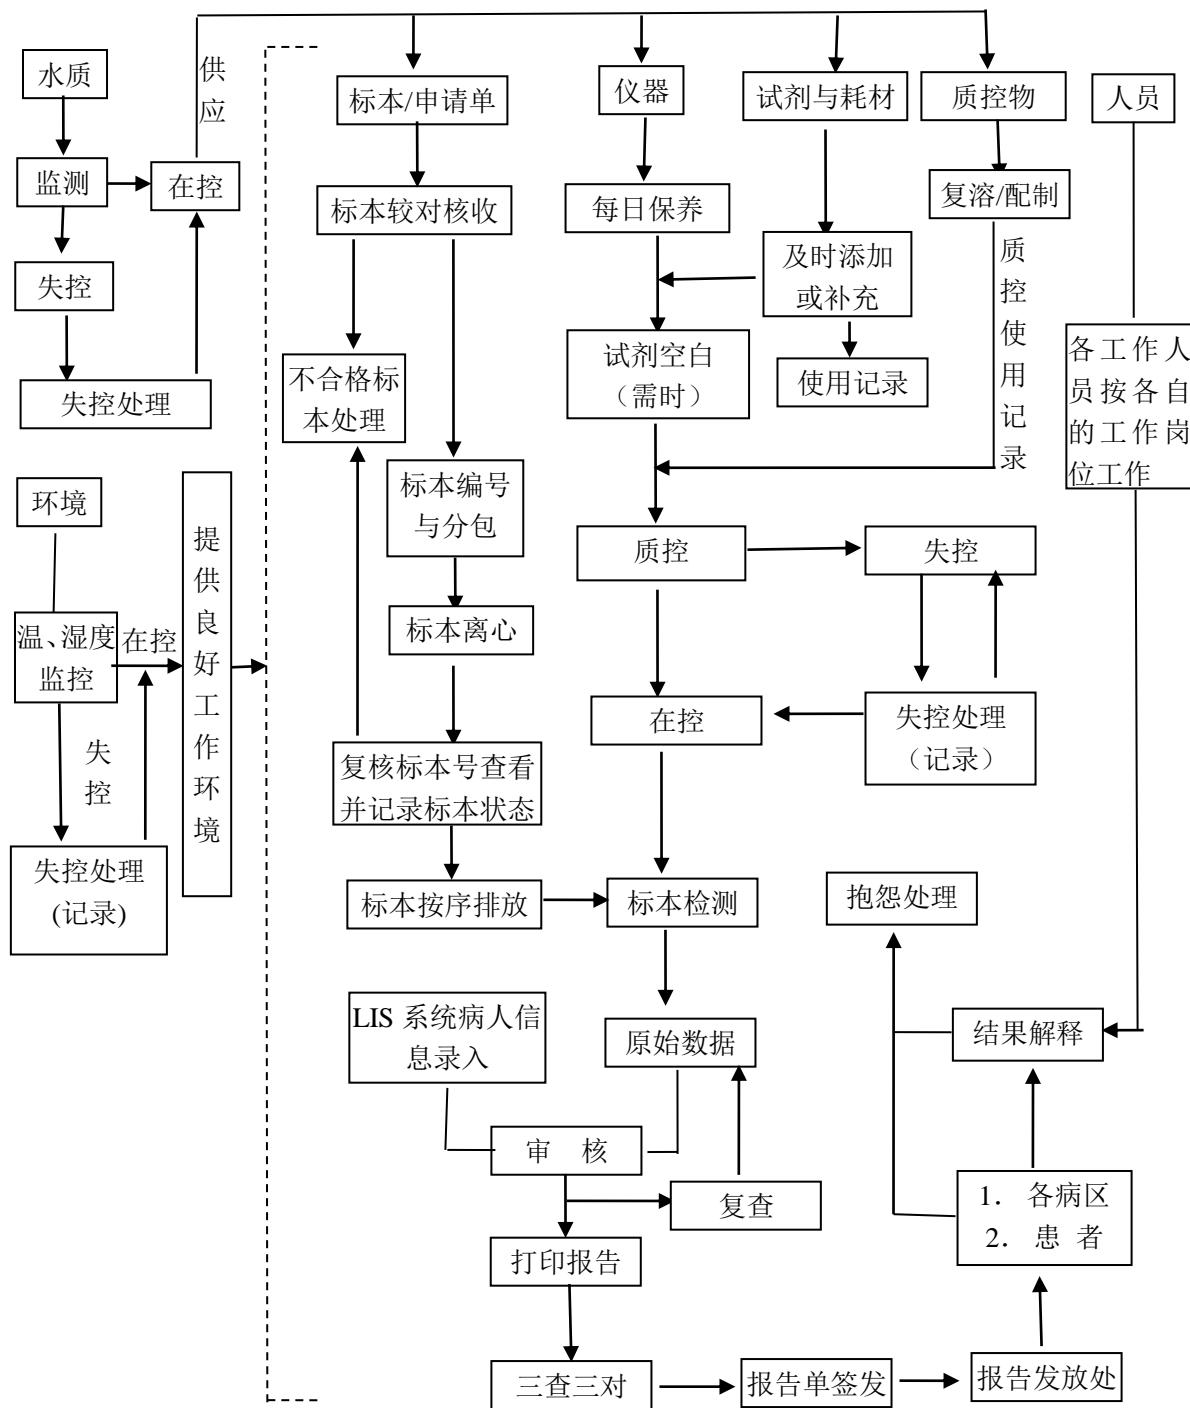 水质
供
应
标本/申请单
仪器
试剂与耗材
质控物
人员
监测
在控
标本较对核收
每日保养
复溶/配制
失控
及时添加
或补充
质
控
使
用
记
录
失控处理
不合格标
本处理
试剂空白
（需时）
使用记录
各工作人
员按各自
的工作岗
位工作
环境
提
供
良
好
工
作
环
境
标本编号
与分包
质控
失控
温、湿度
监控
在控
标本离心
失
控
在控
失控处理
（记录）
复核标本号查看
并记录标本状态
失控处理
(记录)
标本按序排放
标本检测
抱怨处理
LIS 系统病人信
息录入
原始数据
结果解释
审 核
复查
1. 各病区
2. 患 者
打印报告
三查三对
报告单签发
报告发放处